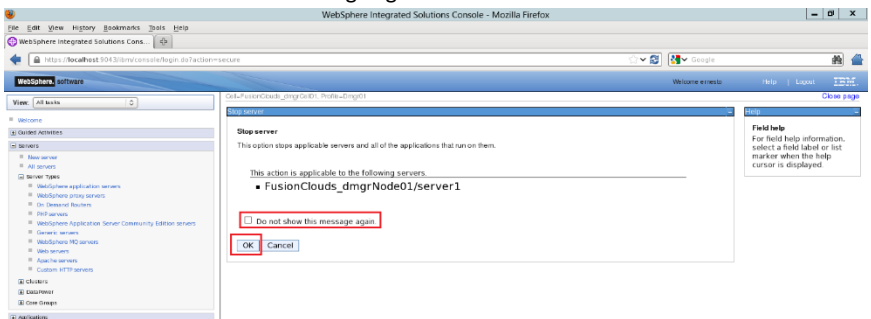 WebSphere Integrated Solutions Console - Mozilla Firefox
File Edit View History Bookmarks Tools Help
WebSphere Integrated Solutions Cons...
https://localhost:9043/ibm/console/login.do?action=secure
Google
WebSphere. software
Welcome ernesto
Help | Logout
IBM.
View: All tasks
Cell=FusionClouds_dmgrCell01, Profile=Dmgr01
Close page
Welcome
Guided Activities
Servers
New server
All servers
Server Types
WebSphere application servers
WebSphere proxy servers
On Demand Routers
PHP servers
WebSphere Application Server Community Edition servers
Generic servers
WebSphere MQ servers
Web servers
Apache servers
Custom HTTP servers
Clusters
DataPower
Core Groups
Applications
Stop server
Stop server
This option stops applicable servers and all of the applications that run on them.
This action is applicable to the following servers.
FusionClouds_dmgrNode01/server1
Do not show this message again.
OK Cancel
Help
Field help
For field help information,
select a field label or list
marker when the help
cursor is displayed.